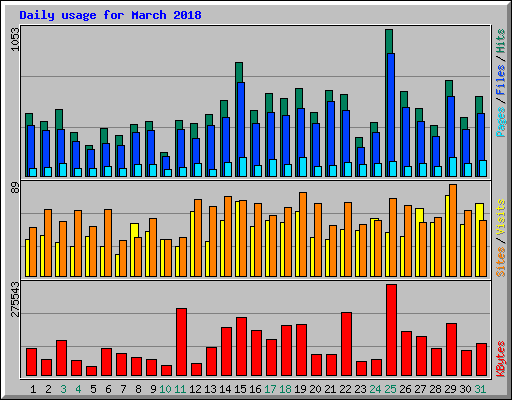 Daily usage for March 2018
1053
Pages / Files / Hits
89
Sites / Visits
275543
KBytes
1 2 3 4 5 6 7 8 9 10 11 12 13 14 15 16 17 18 19 20 21 22 23 24 25 26 27 28 29 30 31